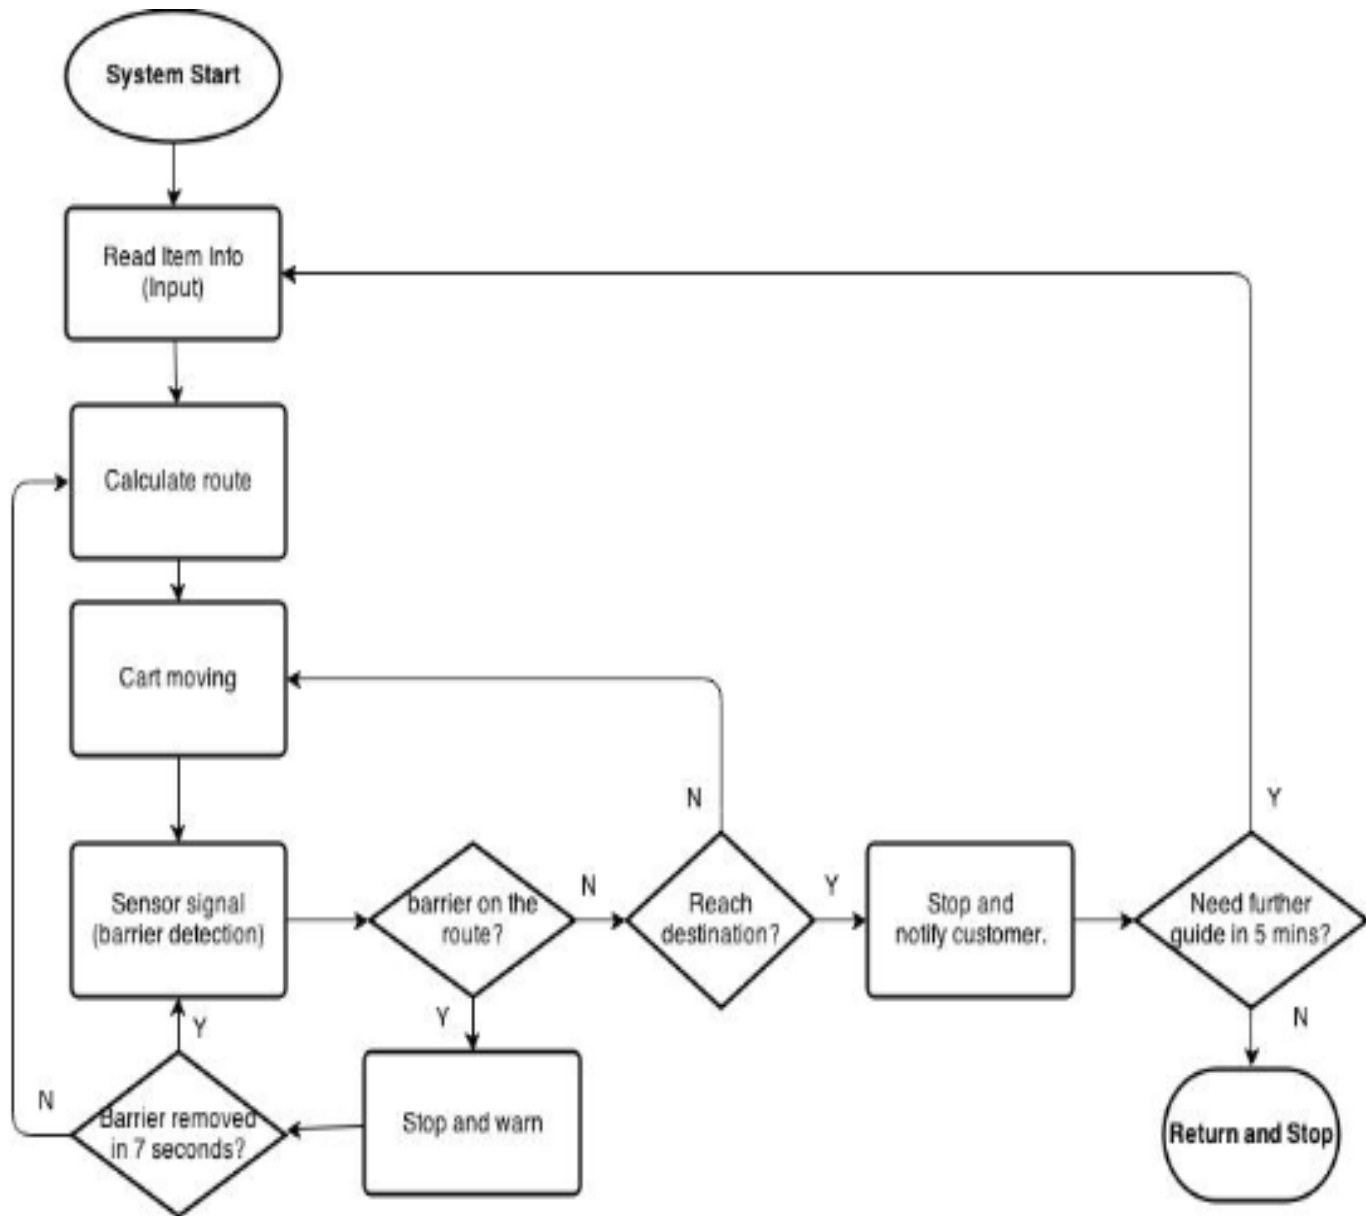 System Start
Read Item Info
(Input)
Calculate route
Cart moving
N
Y
Sensor signal
(barrier detection)
barrier on the
route?
N
Reach
destination?
Y
Stop and
notify customer.
Need further
guide in 5 mins?
Y
Y
N
N
Barrier removed
in 7 seconds?
Stop and warn
Return and Stop